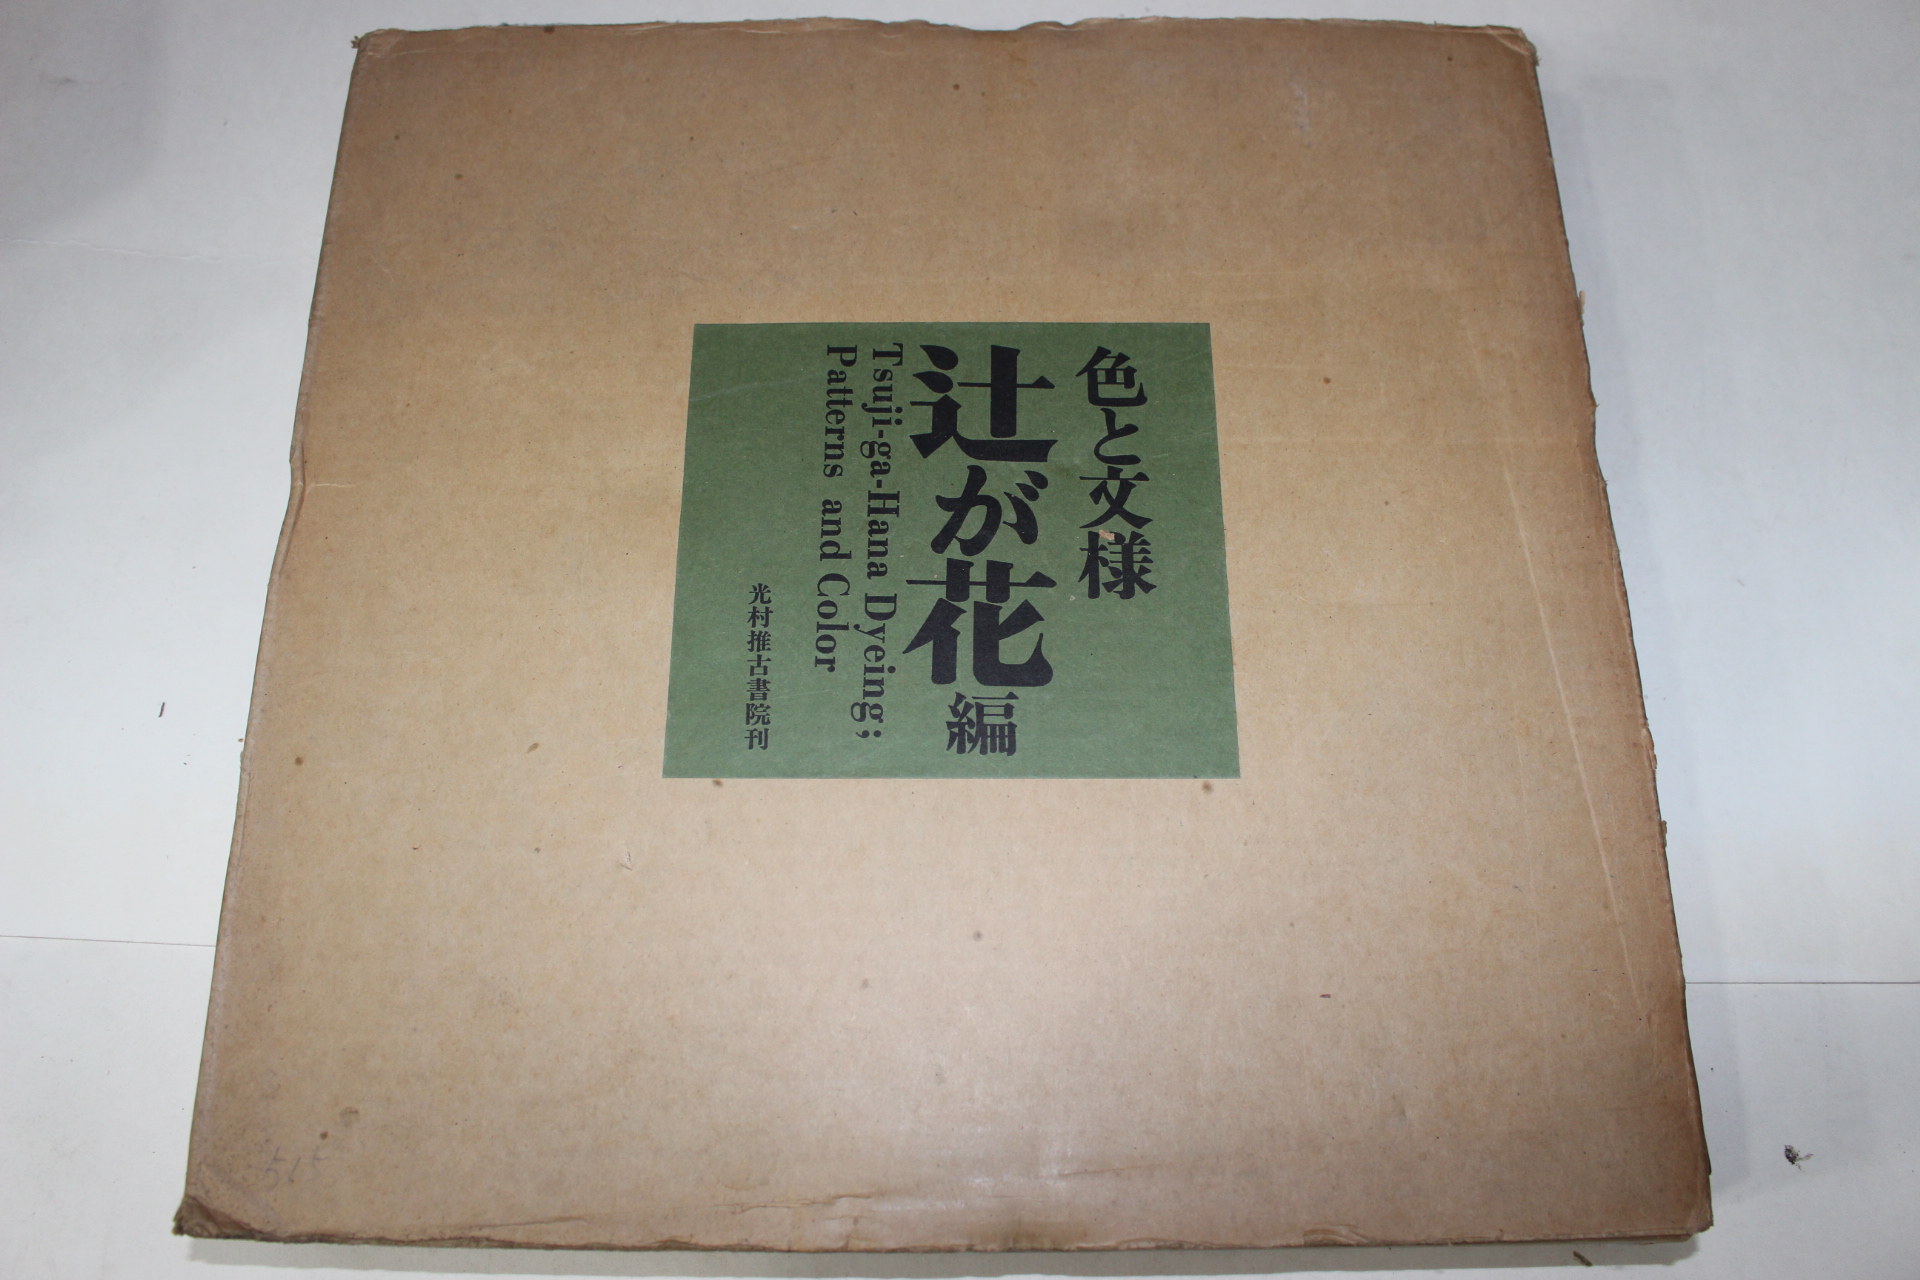 色と文様
辻が花編
Tsuji-ga-Hana Dyeing;
Patterns and Color
光村推古書院刊
515